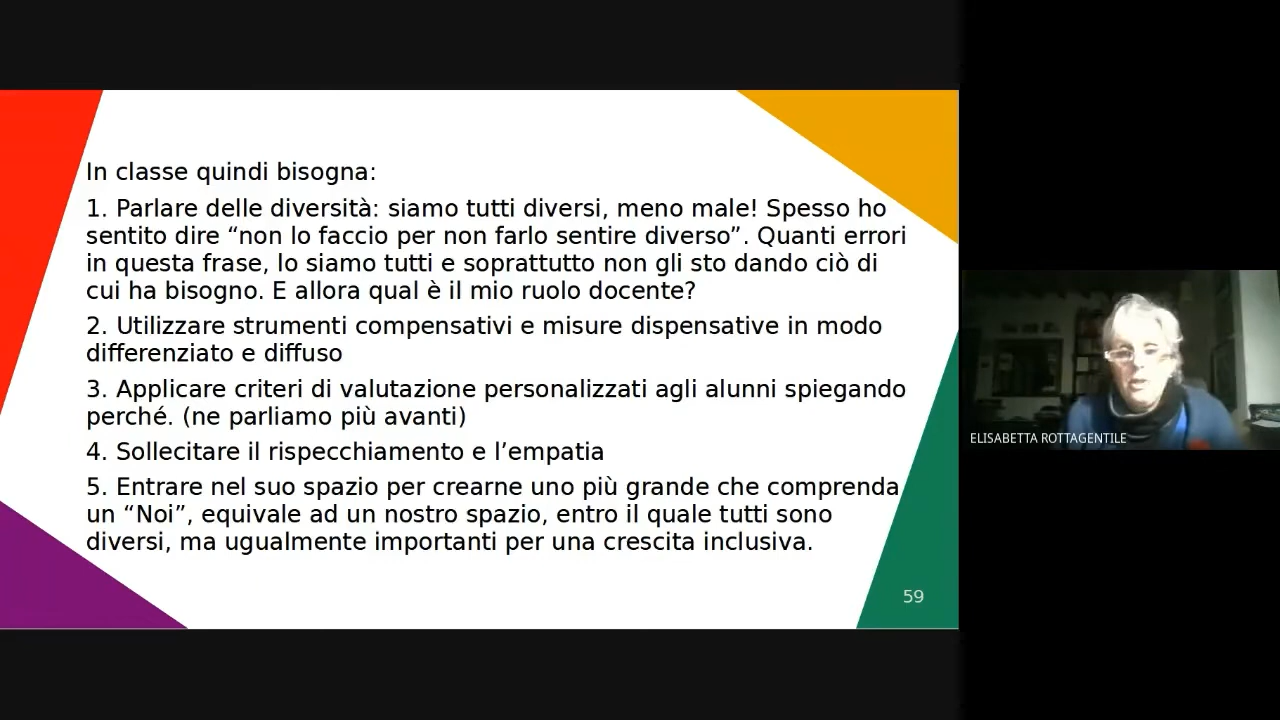 In classe quindi bisogna:
1. Parlare delle diversità: siamo tutti diversi, meno male! Spesso ho
sentito dire “non lo faccio per non farlo sentire diverso”. Quanti errori
in questa frase, lo siamo tutti e soprattutto non gli sto dando ciò di
cui ha bisogno. E allora qual è il mio ruolo docente?
2. Utilizzare strumenti compensativi e misure dispensative in modo
differenziato e diffuso
3. Applicare criteri di valutazione personalizzati agli alunni spiegando
perché. (ne parliamo più avanti)
4. Sollecitare il rispecchiamento e l’empatia
5. Entrare nel suo spazio per crearne uno più grande che comprenda
un “Noi”, equivale ad un nostro spazio, entro il quale tutti sono
diversi, ma ugualmente importanti per una crescita inclusiva.
59
ELISABETTA ROTTAGENTILE